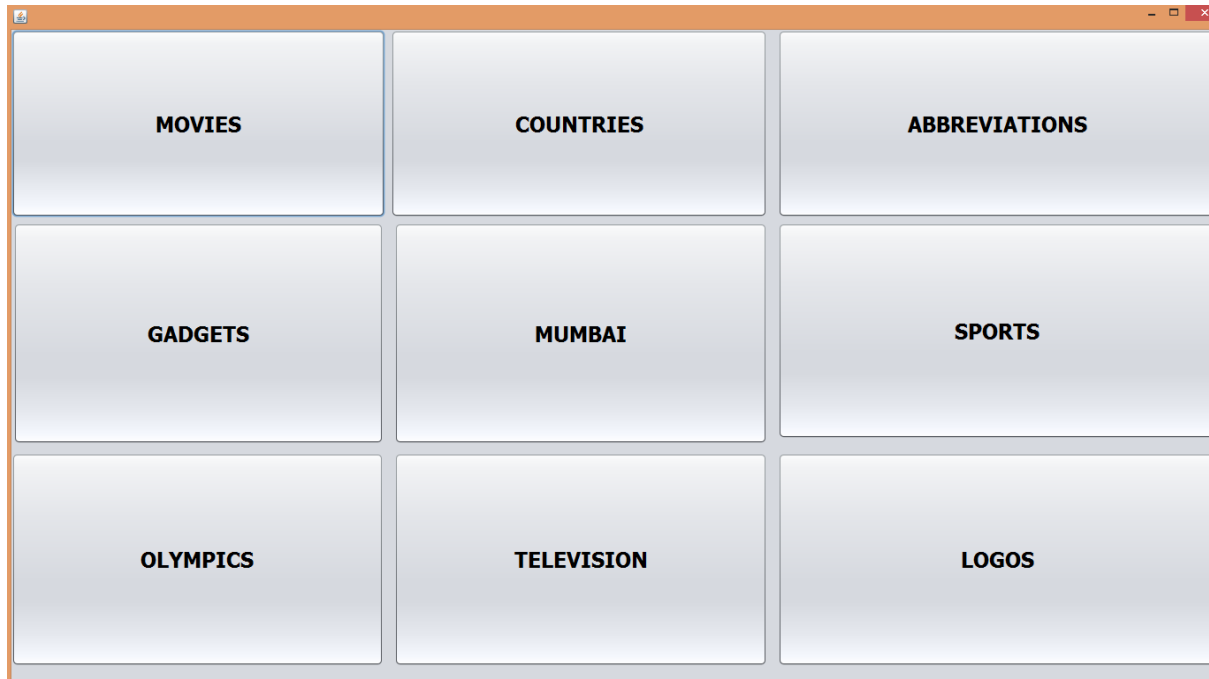 MOVIES
COUNTRIES
ABBREVIATIONS
GADGETS
MUMBAI
SPORTS
OLYMPICS
TELEVISION
LOGOS